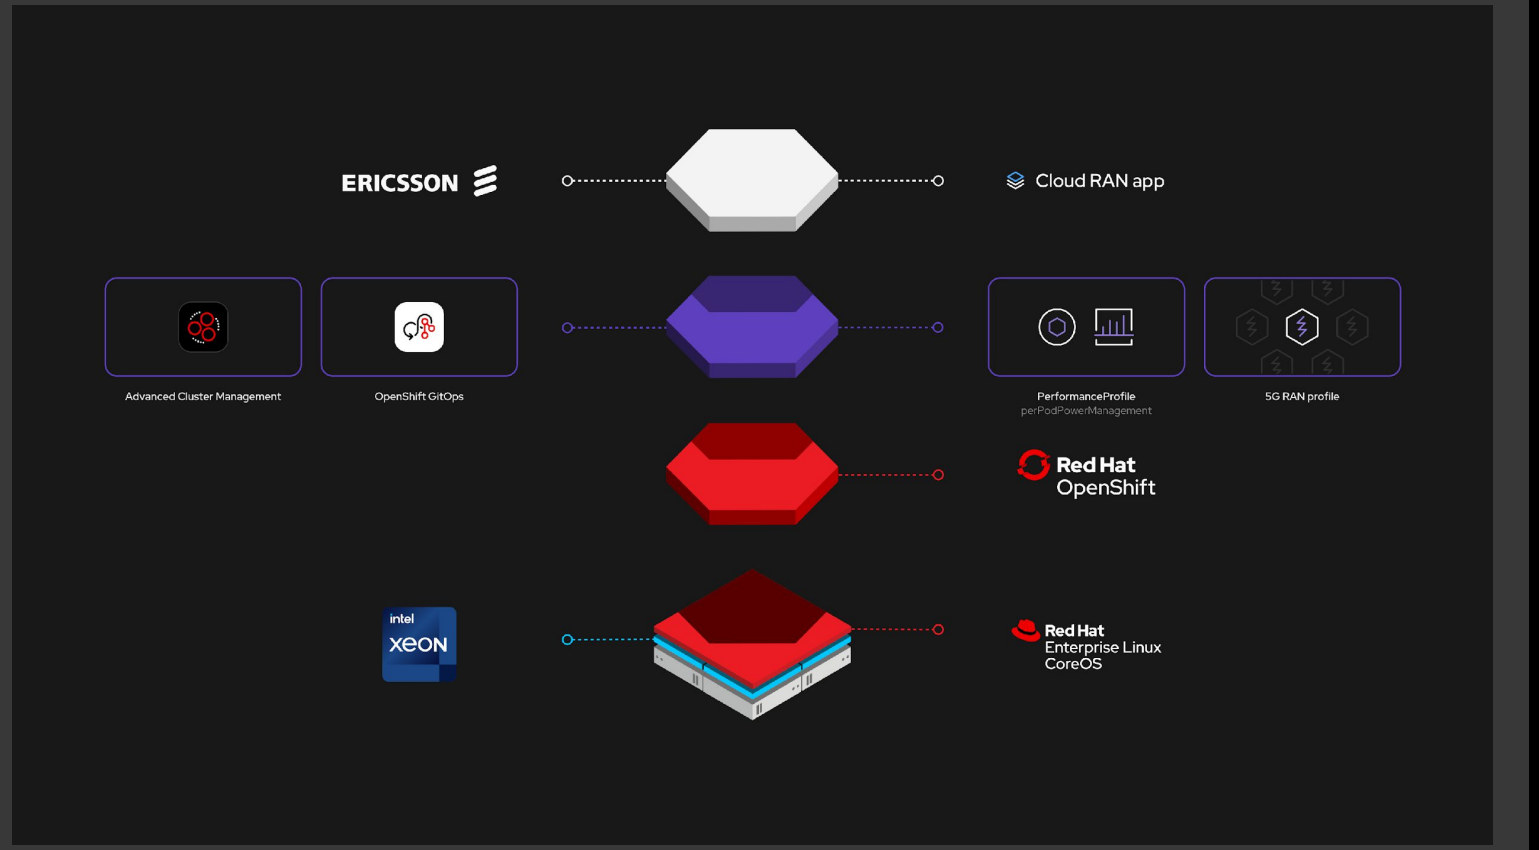 ERICSSON
Cloud RAN app
Advanced Cluster Management
OpenShift GitOps
PerformanceProfile
perPodPowerManagement
5G RAN profile
Red Hat
OpenShift
intel
xeon
Red Hat
Enterprise Linux
CoreOS